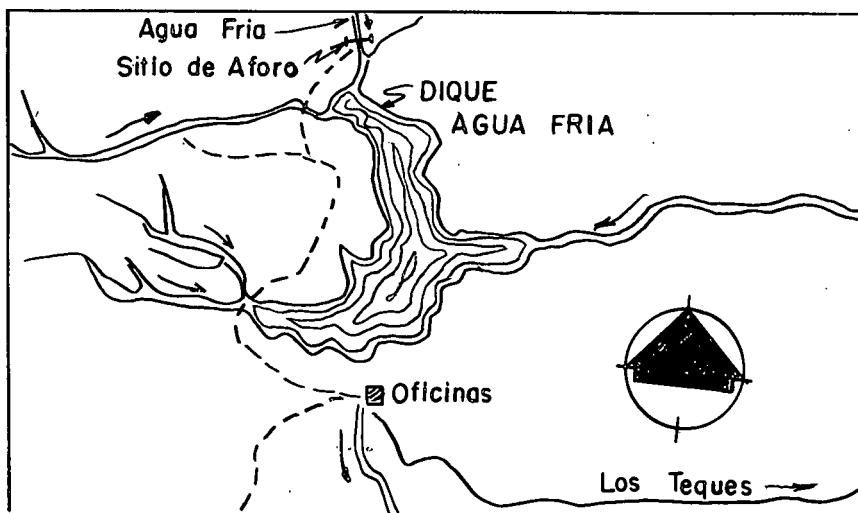 Agua Fria
Sitio de Aforo
DIQUE
AGUA FRIA
Oficinas
Los Teques